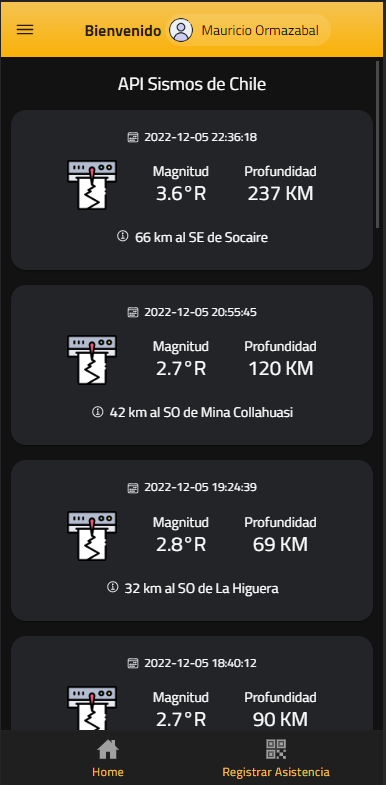 Bienvenido Mauricio Ormazabal
API Sismos de Chile
2022-12-05 22:36:18
Magnitud Profundidad
3.6°R 237 KM
66 km al SE de Socaire
2022-12-05 20:55:45
Magnitud Profundidad
2.7°R 120 KM
42 km al SO de Mina Collahuasi
2022-12-05 19:24:39
Magnitud Profundidad
2.8°R 69 KM
32 km al SO de La Higuera
2022-12-05 18:40:12
Magnitud Profundidad
2.7°R 90 KM
Home Registrar Asistencia